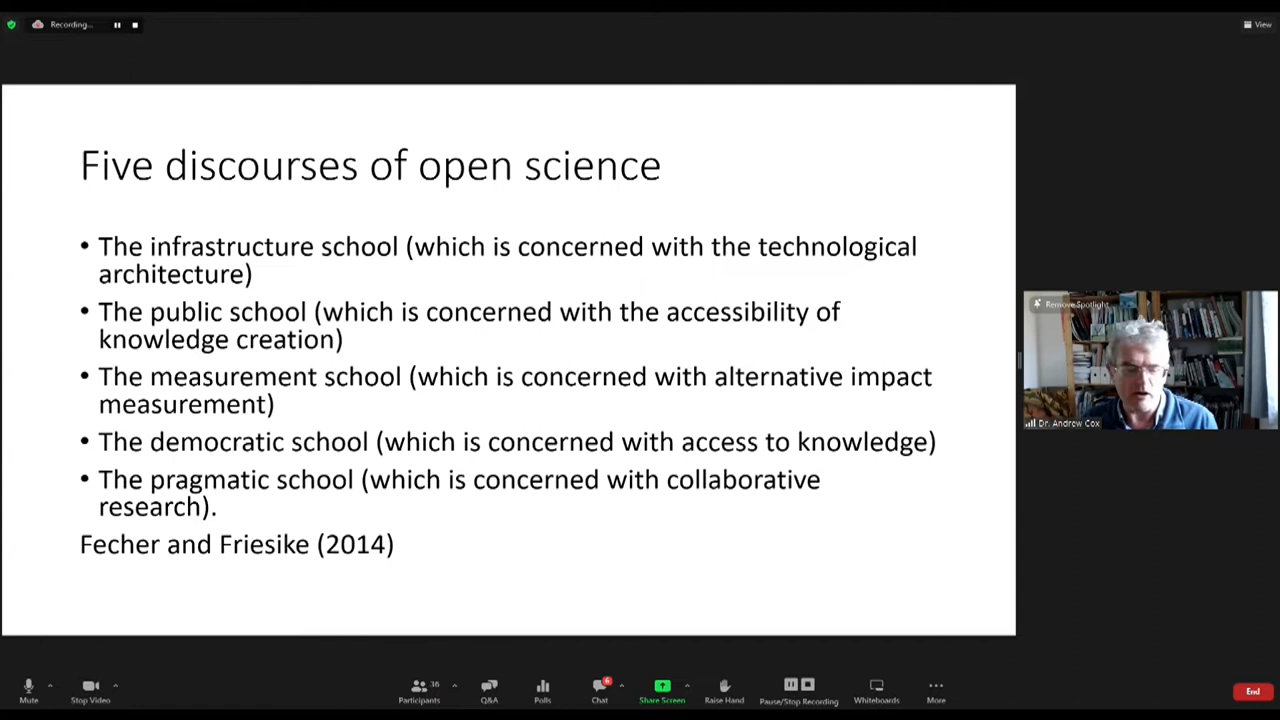 Recording...
View
Five discourses of open science
• The infrastructure school (which is concerned with the technological
architecture)
• The public school (which is concerned with the accessibility of
knowledge creation)
• The measurement school (which is concerned with alternative impact
measurement)
• The democratic school (which is concerned with access to knowledge)
• The pragmatic school (which is concerned with collaborative
research).
Fecher and Friesike (2014)
Remove Spotlight
Dr. Andrew Cox
Mute
Stop Video
36
Participants
Q&A
Polls
6
Chat
Share Screen
Raise Hand
Pause/Stop Recording
Whiteboards
More
End